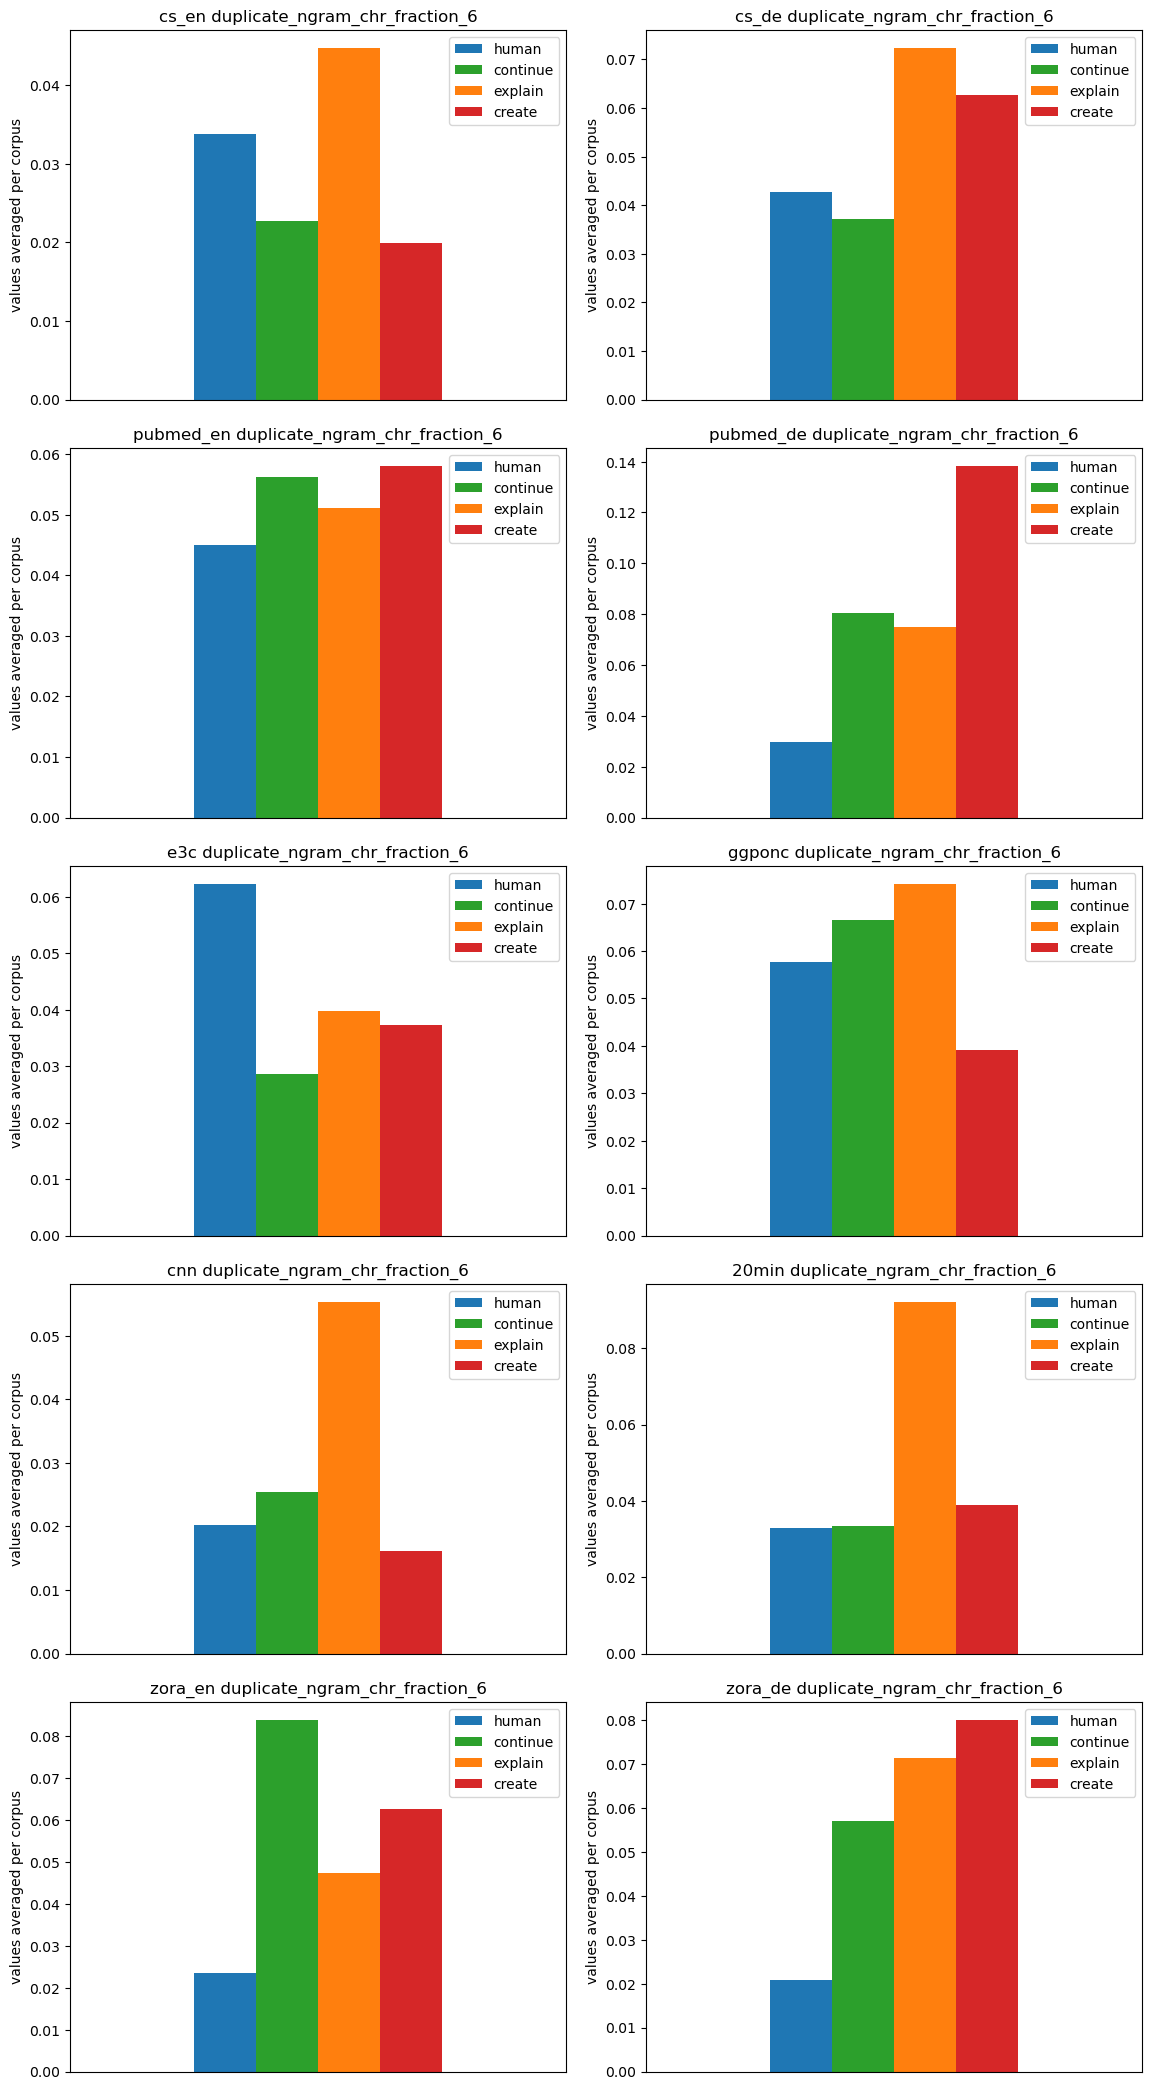 cs_en duplicate_ngram_chr_fraction_6
values averaged per corpus
0.04
0.03
0.02
0.01
0.00
human
continue
explain
create
cs_de duplicate_ngram_chr_fraction_6
values averaged per corpus
0.07
0.06
0.05
0.04
0.03
0.02
0.01
0.00
human
continue
explain
create
pubmed_en duplicate_ngram_chr_fraction_6
values averaged per corpus
0.06
0.05
0.04
0.03
0.02
0.01
0.00
human
continue
explain
create
pubmed_de duplicate_ngram_chr_fraction_6
values averaged per corpus
0.14
0.12
0.10
0.08
0.06
0.04
0.02
0.00
human
continue
explain
create
e3c duplicate_ngram_chr_fraction_6
values averaged per corpus
0.06
0.05
0.04
0.03
0.02
0.01
0.00
human
continue
explain
create
ggponc duplicate_ngram_chr_fraction_6
values averaged per corpus
0.07
0.06
0.05
0.04
0.03
0.02
0.01
0.00
human
continue
explain
create
cnn duplicate_ngram_chr_fraction_6
values averaged per corpus
0.05
0.04
0.03
0.02
0.01
0.00
human
continue
explain
create
20min duplicate_ngram_chr_fraction_6
values averaged per corpus
0.08
0.06
0.04
0.02
0.00
human
continue
explain
create
zora_en duplicate_ngram_chr_fraction_6
values averaged per corpus
0.08
0.07
0.06
0.05
0.04
0.03
0.02
0.01
0.00
human
continue
explain
create
zora_de duplicate_ngram_chr_fraction_6
values averaged per corpus
0.08
0.07
0.06
0.05
0.04
0.03
0.02
0.01
0.00
human
continue
explain
create